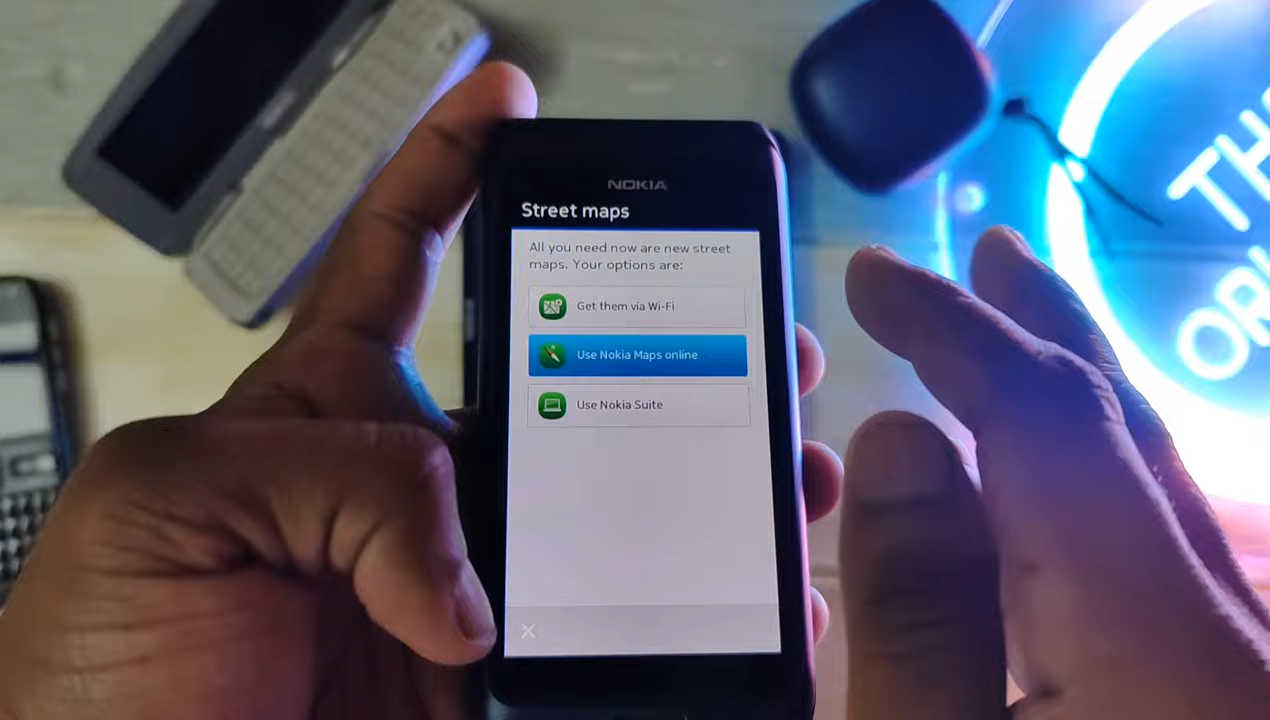 NOKIA
Street maps
All you need now are new street
maps. Your options are:
Get them via Wi-Fi
Use Nokia Maps online
Use Nokia Suite